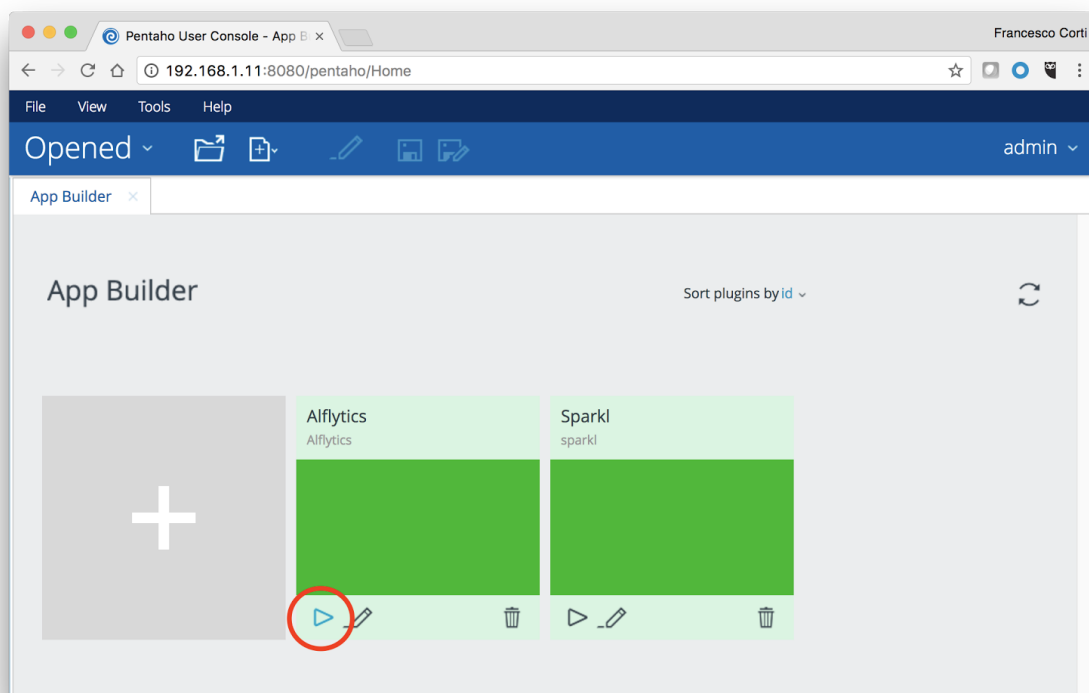 Pentaho User Console - App B
Francesco Corti
192.168.1.11:8080/pentaho/Home
File View Tools Help
Opened
admin
App Builder
App Builder
Sort plugins by id
Alflytics
Alflytics
Sparkl
sparkl